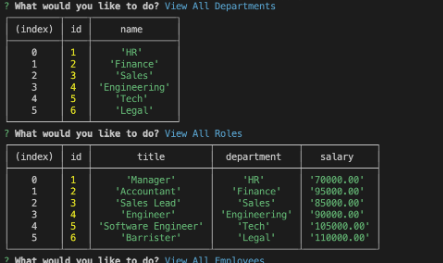 ? What would you like to do? View All Departments
(index) id name
0 1 'HR'
1 2 'Finance'
2 3 'Sales'
3 4 'Engineering'
4 5 'Tech'
5 6 'Legal'
? What would you like to do? View All Roles
(index) id title department salary
0 1 'Manager' 'HR' '70000.00'
1 2 'Accountant' 'Finance' '95000.00'
2 3 'Sales Lead' 'Sales' '85000.00'
3 4 'Engineer' 'Engineering' '90000.00'
4 5 'Software Engineer' 'Tech' '105000.00'
5 6 'Barrister' 'Legal' '110000.00'
? What would you like to do? View All Employees